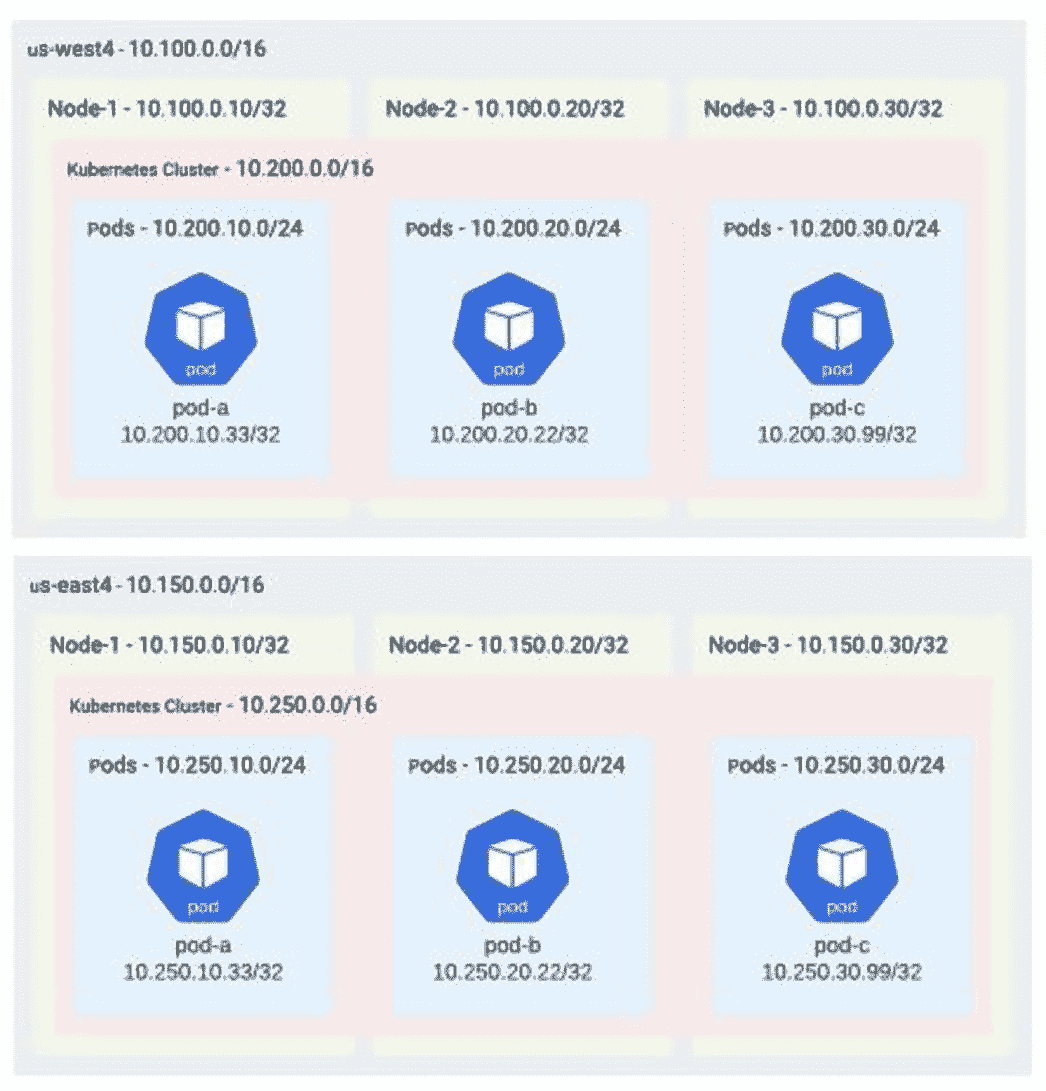 us-west4 - 10.100.0.0/16
Node-1 - 10.100.0.10/32 Node-2 - 10.100.0.20/32 Node-3 - 10.100.0.30/32
Kubernetes Cluster - 10.200.0.0/16
Pods - 10.200.10.0/24 Pods - 10.200.20.0/24 Pods - 10.200.30.0/24
pod pod pod
pod-a pod-b pod-c
10.200.10.33/32 10.200.20.22/32 10.200.30.99/32
us-east4 - 10.150.0.0/16
Node-1 - 10.150.0.10/32 Node-2 - 10.150.0.20/32 Node-3 - 10.150.0.30/32
Kubernetes Cluster - 10.250.0.0/16
Pods - 10.250.10.0/24 Pods - 10.250.20.0/24 Pods - 10.250.30.0/24
pod pod pod
pod-a pod-b pod-c
10.250.10.33/32 10.250.20.22/32 10.250.30.99/32